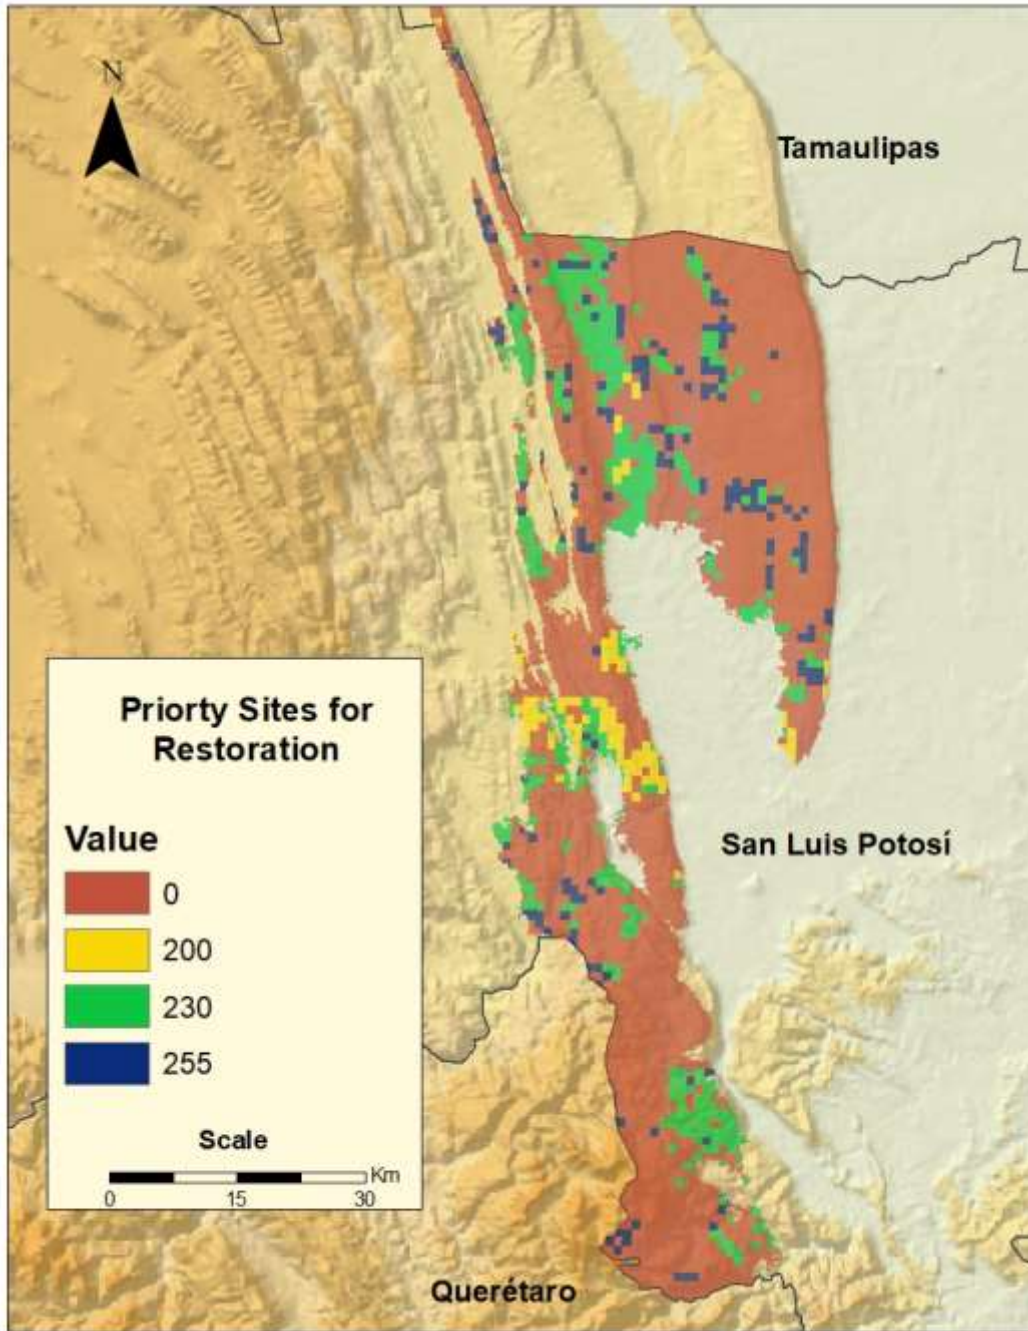 N
Tamaulipas
Priorty Sites for
Restoration
Value
0
200
230
255
San Luis Potosí
Scale
Km
0 15 30
Querétaro